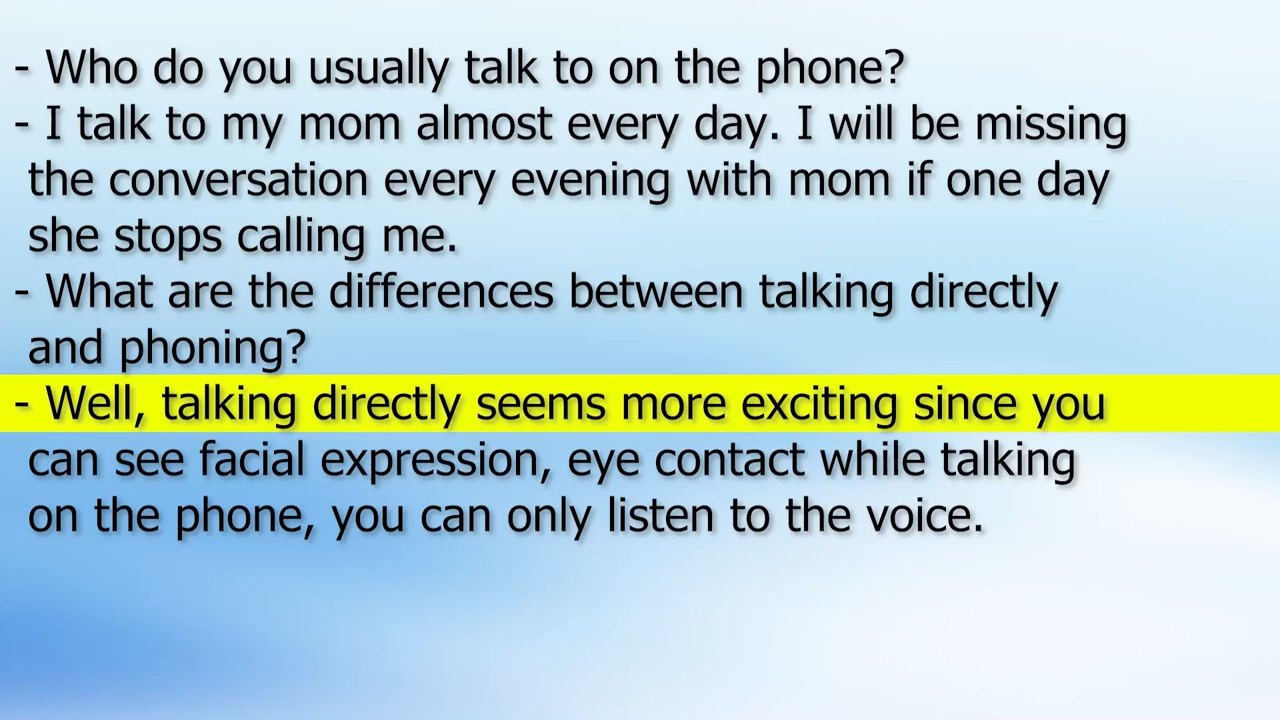 - Who do you usually talk to on the phone?
- I talk to my mom almost every day. I will be missing
the conversation every evening with mom if one day
she stops calling me.
- What are the differences between talking directly
and phoning?
- Well, talking directly seems more exciting since you
can see facial expression, eye contact while talking
on the phone, you can only listen to the voice.